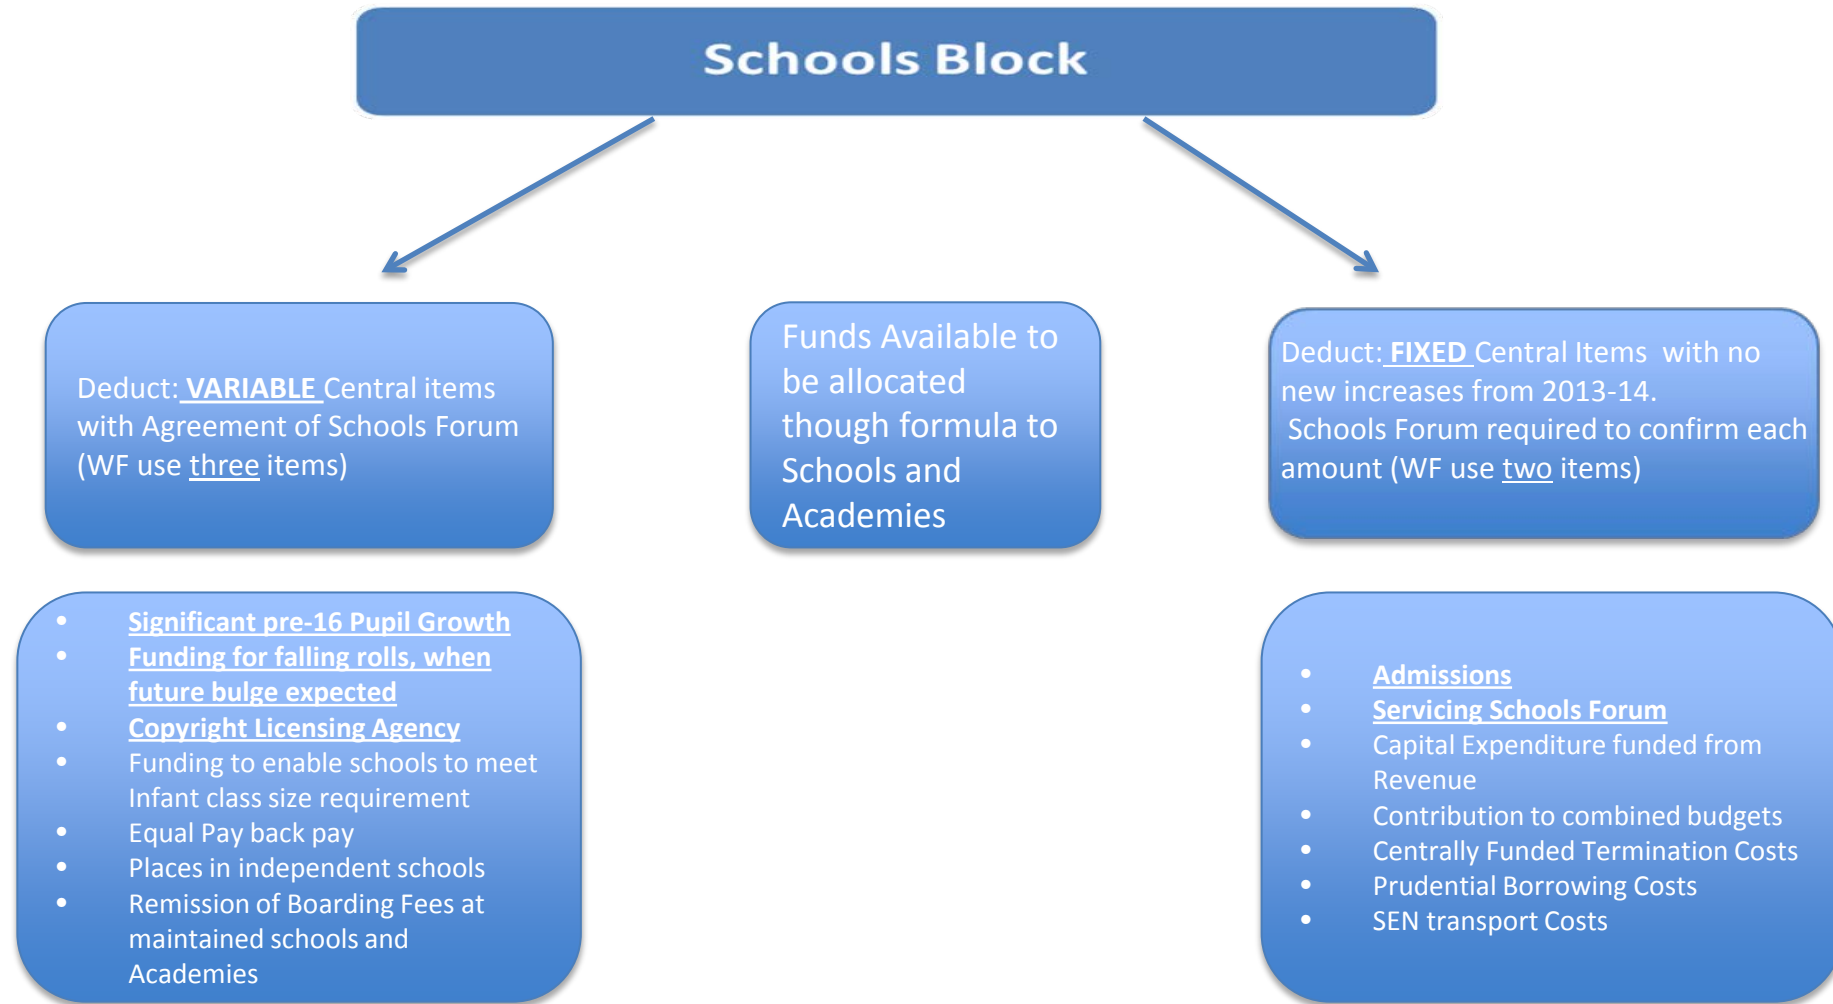 Schools Block
Deduct: VARIABLE Central items
with Agreement of Schools Forum
(WF use three items)
Funds Available to
be allocated
though formula to
Schools and
Academies
Deduct: FIXED Central Items with no
new increases from 2013-14.
Schools Forum required to confirm each
amount (WF use two items)
• Significant pre-16 Pupil Growth
• Funding for falling rolls, when
future bulge expected
• Copyright Licensing Agency
• Funding to enable schools to meet
Infant class size requirement
• Equal Pay back pay
• Places in independent schools
• Remission of Boarding Fees at
maintained schools and
Academies
• Admissions
• Servicing Schools Forum
• Capital Expenditure funded from
Revenue
• Contribution to combined budgets
• Centrally Funded Termination Costs
• Prudential Borrowing Costs
• SEN transport Costs